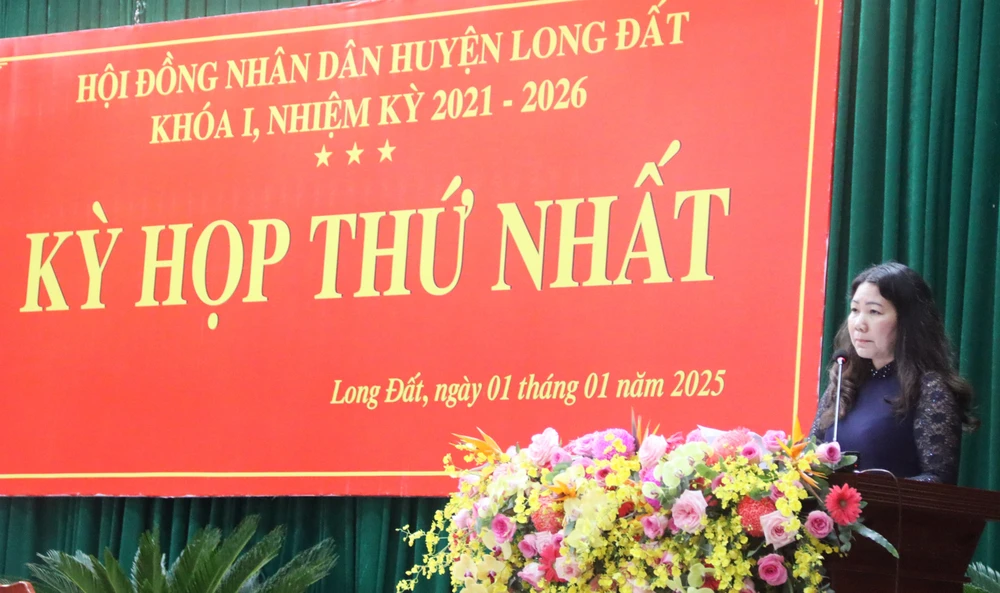 HỘI ĐỒNG NHÂN DÂN HUYỆN LONG ĐẤT
KHÓA I, NHIỆM KỲ 2021 - 2026
KỲ HỌP THỨ NHẤT
Long Đất, ngày 01 tháng 01 năm 2025